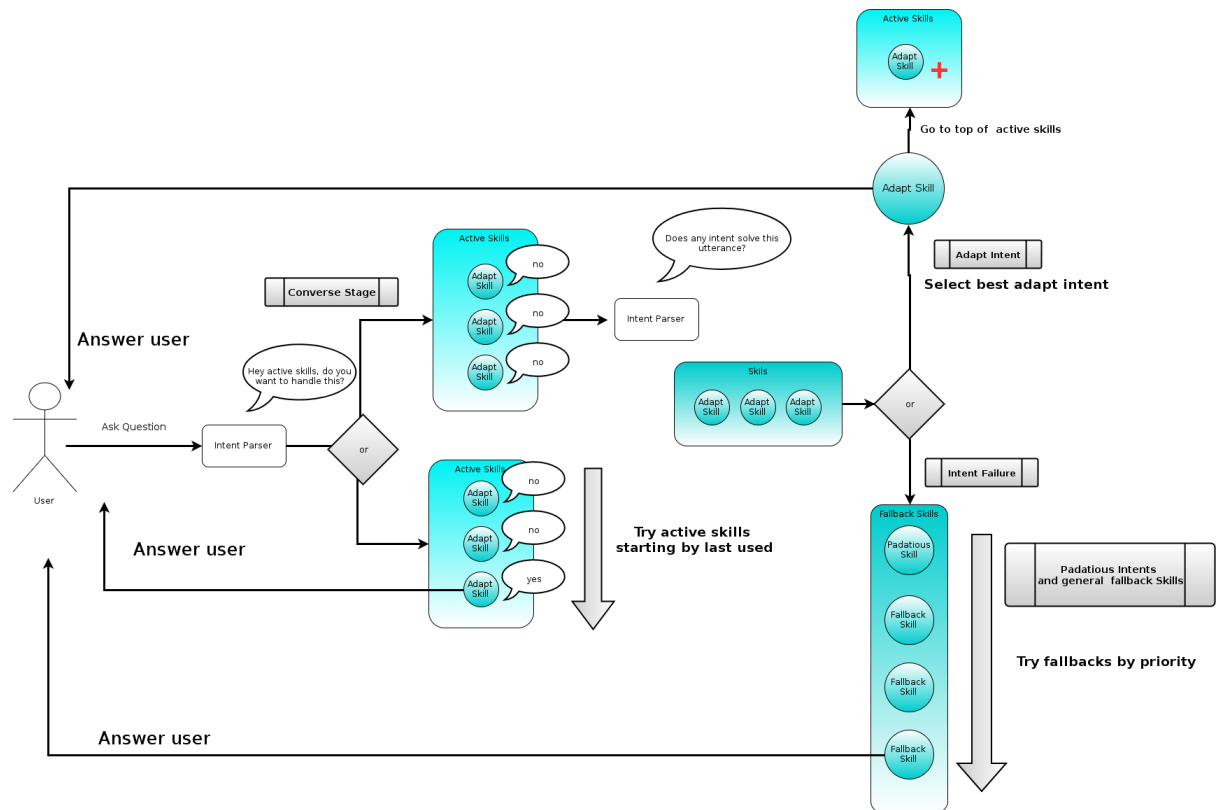 Active Skills
Adapt
Skill
Go to top of  active skills
Adapt Skill
Does any intent solve this
utterance?
Adapt Intent
Select best adapt intent
Active Skills
Adapt
Skill
no
Adapt
Skill
no
Adapt
Skill
no
Converse Stage
Intent Parser
Answer user
Hey active skills, do you
want to handle this?
Skils
Adapt
Skill
Adapt
Skill
Adapt
Skill
or
Ask Question
Intent Parser
or
User
Active Skills
Adapt
Skill
no
Adapt
Skill
no
Adapt
Skill
yes
Try active skills
starting by last used
Answer user
Intent Failure
Fallback Skills
Padatious
Skill
Fallback
Skill
Fallback
Skill
Fallback
Skill
Padatious Intents
and general  fallback Skills
Try fallbacks by priority
Answer user